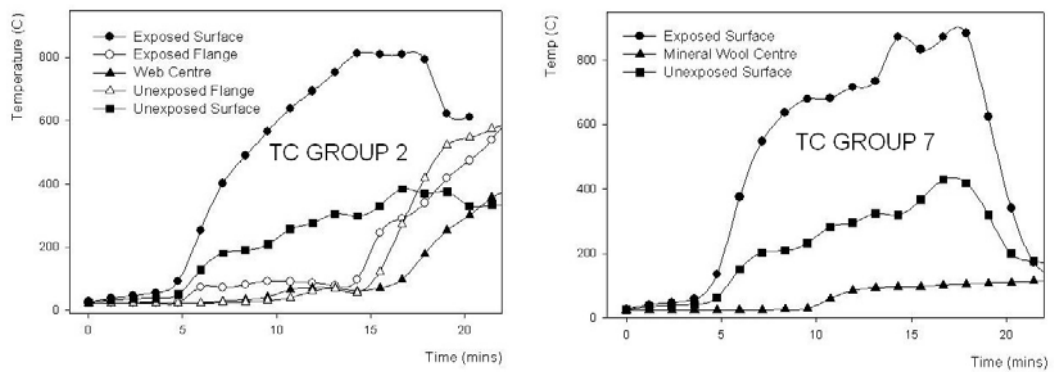 Temperature (C)
800
600
400
200
0
Exposed Surface
Exposed Flange
Web Centre
Unexposed Flange
Unexposed Surface
TC GROUP 2
0 5 10 15 20
Time (mins)
Temp (C)
800
600
400
200
0
Exposed Surface
Mineral Wool Centre
Unexposed Surface
TC GROUP 7
0 5 10 15 20
Time (mins)